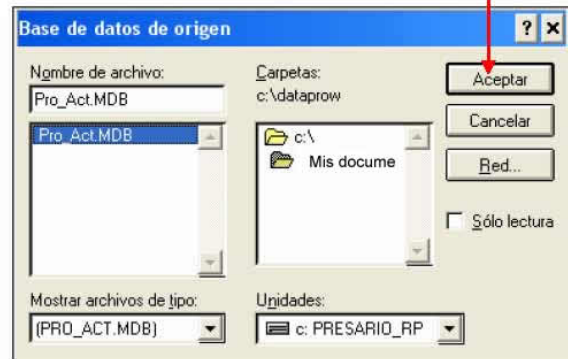 Base de datos de origen
Nombre de archivo:
Pro_Act.MDB
Pro_Act.MDB
Mostrar archivos de tipo:
(PRO_ACT.MDB)
Carpetas:
c:\dataprow
c:\
Mis docume
Unidades:
c: PRESARIO_RP
Aceptar
Cancelar
Red...
Sólo lectura